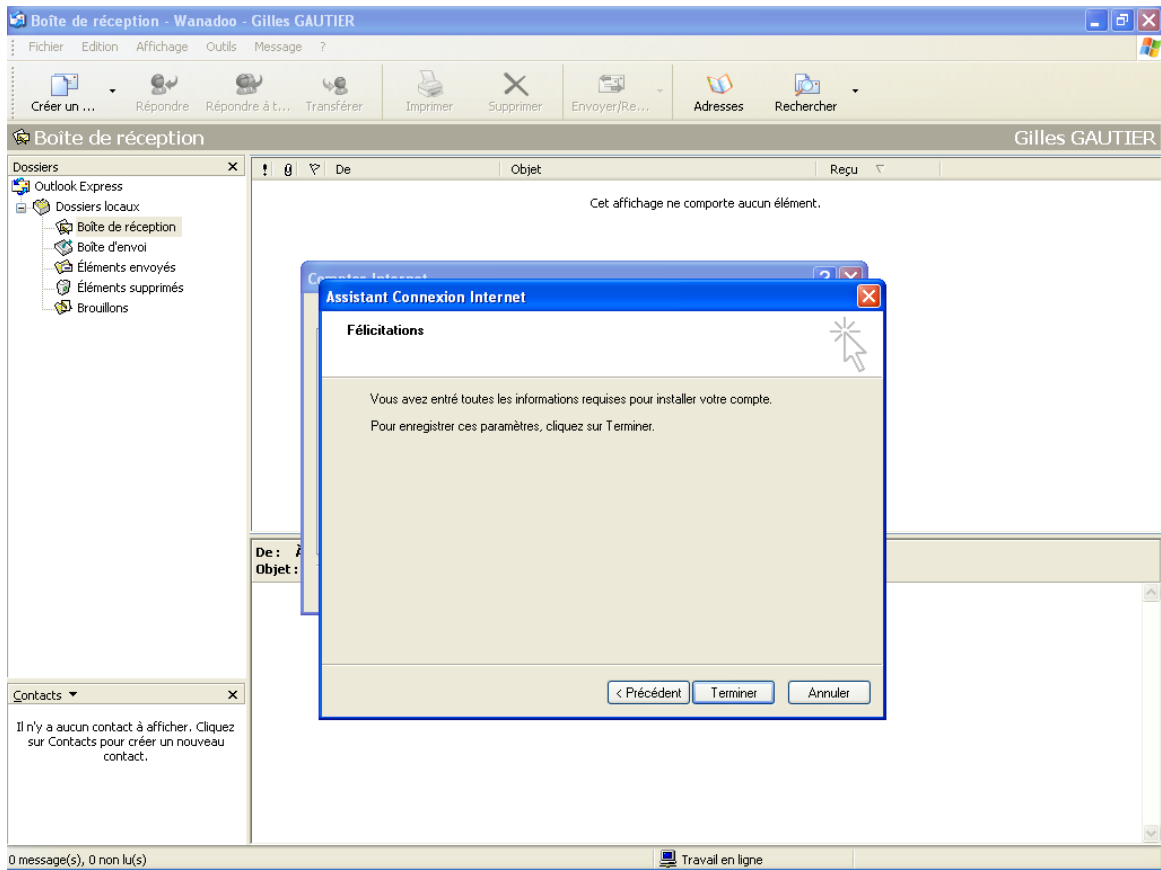 Boîte de réception - Wanadoo - Gilles GAUTIER
Fichier Edition Affichage Outils Message ?
Créer un ... Répondre Répondre à t... Transférer Imprimer Supprimer Envoyer/Re... Adresses Rechercher
Boîte de réception Gilles GAUTIER
Dossiers
! De Objet Reçu
Outlook Express
Dossiers locaux
Boîte de réception
Boîte d'envoi
Éléments envoyés
Éléments supprimés
Brouillons
Cet affichage ne comporte aucun élément.
Comptes Internet
Assistant Connexion Internet
Félicitations
Vous avez entré toutes les informations requises pour installer votre compte.
Pour enregistrer ces paramètres, cliquez sur Terminer.
< Précédent Terminer Annuler
De : À
Objet :
Contacts
Il n'y a aucun contact à afficher. Cliquez
sur Contacts pour créer un nouveau
contact.
0 message(s), 0 non lu(s) Travail en ligne